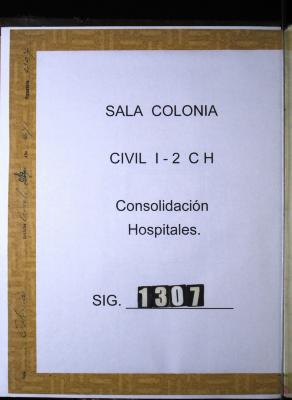 SALA COLONIA
CIVIL I - 2 C H
Consolidación
Hospitales.
SIG. 1307